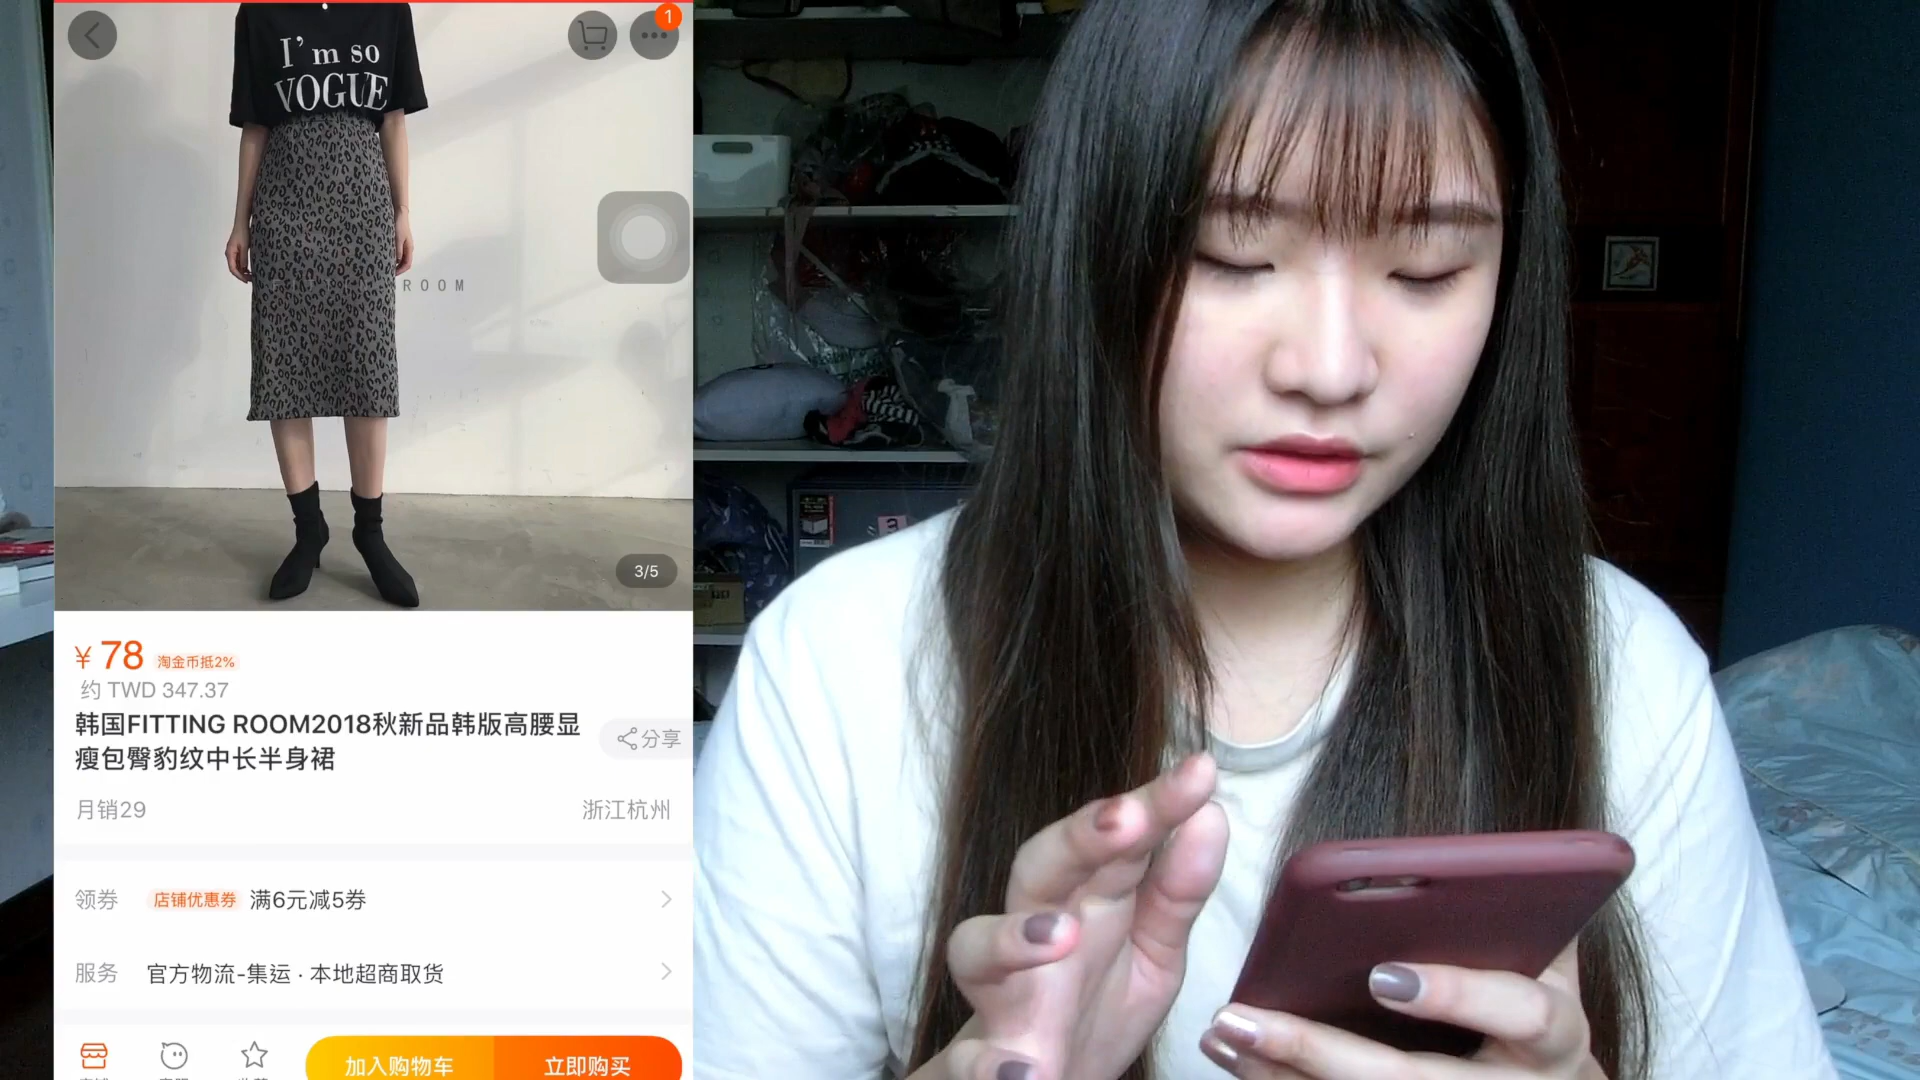 1
I'm so
VOGUE
ROOM
3/5
¥ 78 淘金币抵2%
约 TWD 347.37
韩国FITTING ROOM2018秋新品韩版高腰显
瘦包臀豹纹中长半身裙
分享
月销29
浙江杭州
领券 店铺优惠券 满6元减5券
服务 官方物流-集运 · 本地超商取货
加入购物车
立即购买